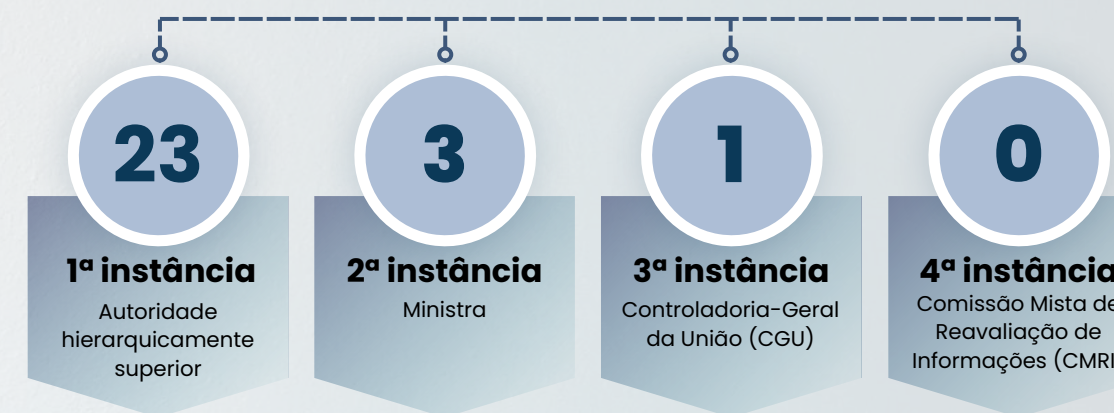 23
3
1
0
1ª instância
Autoridade
hierarquicamente
superior
2ª instância
Ministra
3ª instância
Controladoria-Geral
da União (CGU)
4ª instância
Comissão Mista de
Reavaliação de
Informações (CMRI